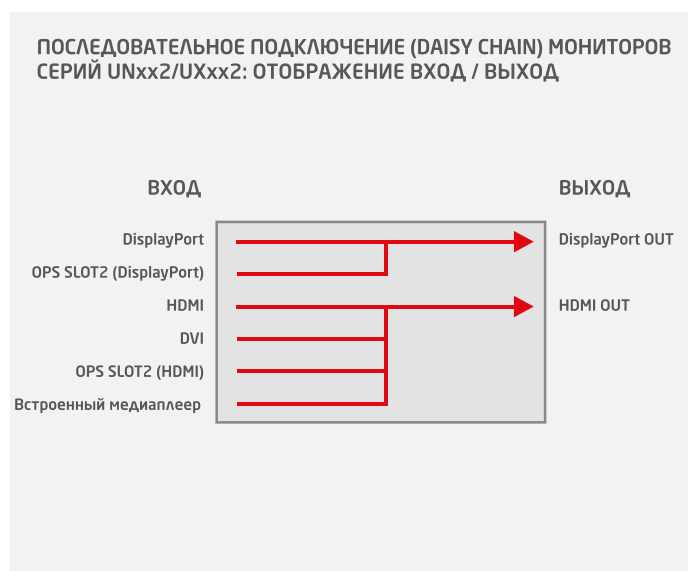 ПОСЛЕДОВАТЕЛЬНОЕ ПОДКЛЮЧЕНИЕ (DAISY CHAIN) МОНИТОРОВ
СЕРИЙ UNxx2/UXxx2: ОТОБРАЖЕНИЕ ВХОД / ВЫХОД
ВХОД
ВЫХОД
DisplayPort
DisplayPort OUT
OPS SLOT2 (DisplayPort)
HDMI
HDMI OUT
DVI
OPS SLOT2 (HDMI)
Встроенный медиаплеер